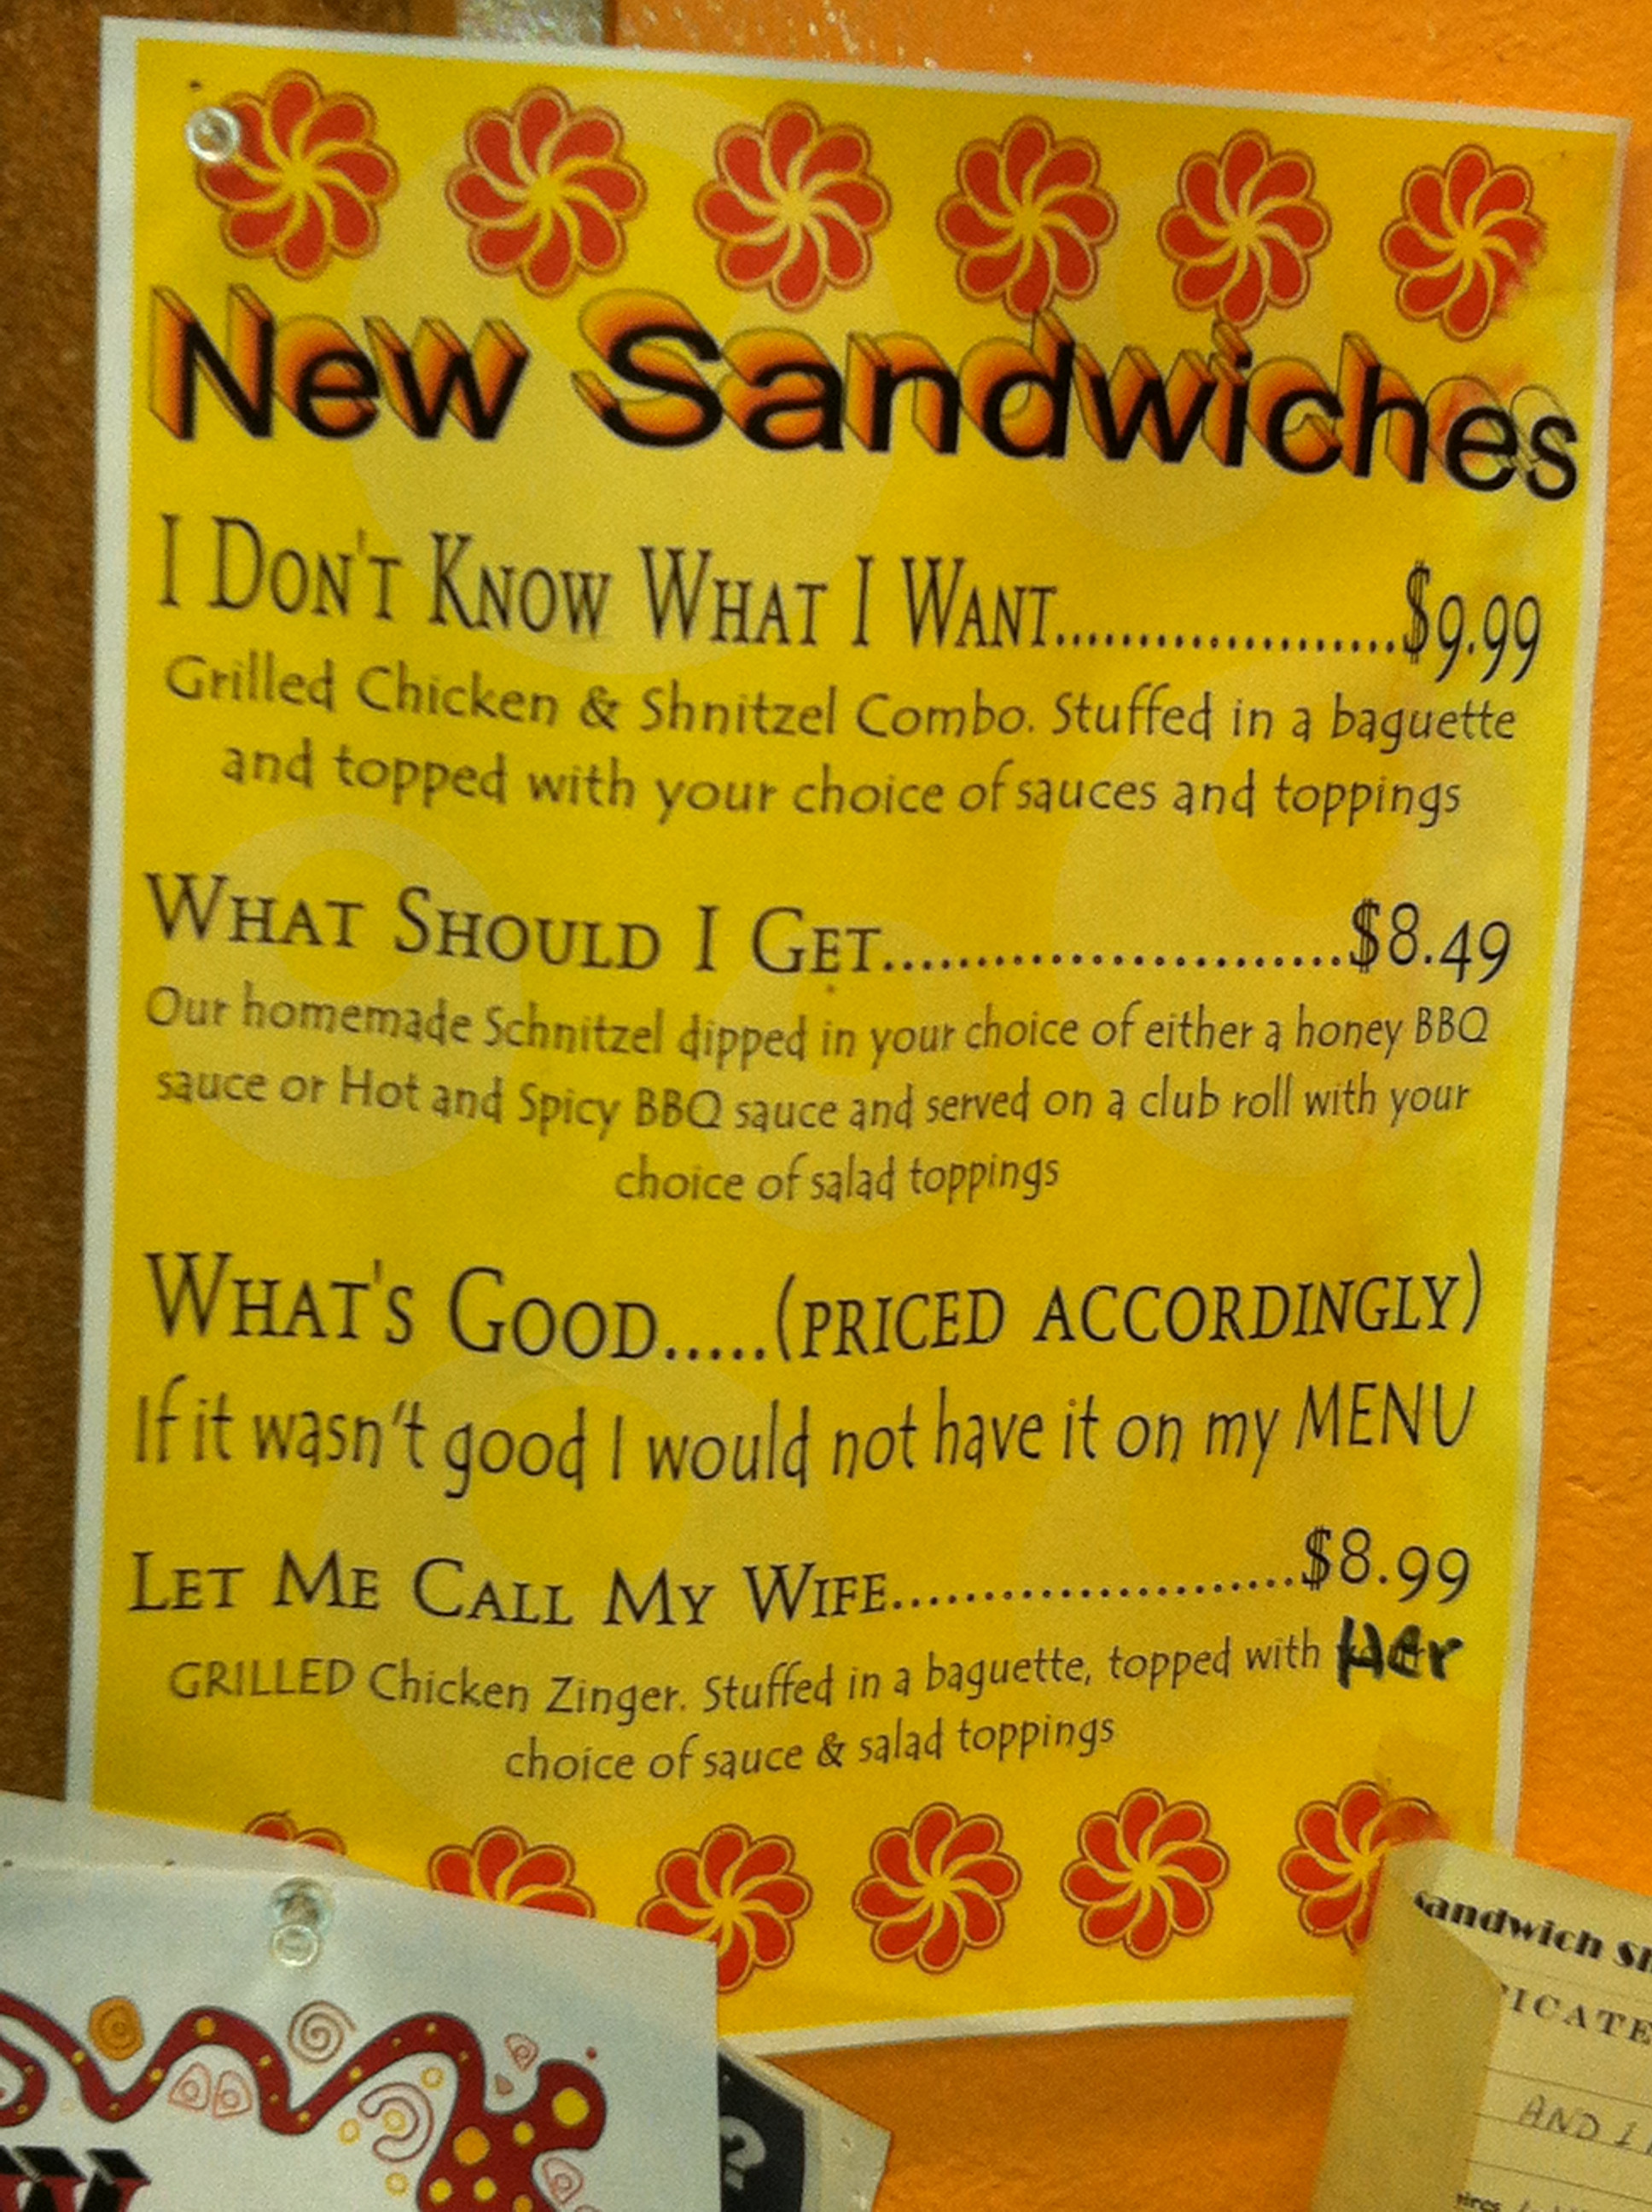 New Sandwiches
I DON'T KNOW WHAT I WANT.....................$9.99
Grilled Chicken & Shnitzel Combo. Stuffed in a baguette
and topped with your choice of sauces and toppings
WHAT SHOULD I GET..........................$8.49
Our homemade Schnitzel dipped in your choice of either a honey BBQ
sauce or Hot and Spicy BBQ sauce and served on a club roll with your
choice of salad toppings
WHAT'S GOOD.....(PRICED ACCORDINGLY)
If it wasn't good I would not have it on my MENU
LET ME CALL MY WIFE.......................$8.99
GRILLED Chicken Zinger. Stuffed in a baguette, topped with Her
choice of sauce & salad toppings
Sandwich
ICATE
AND I
W
?